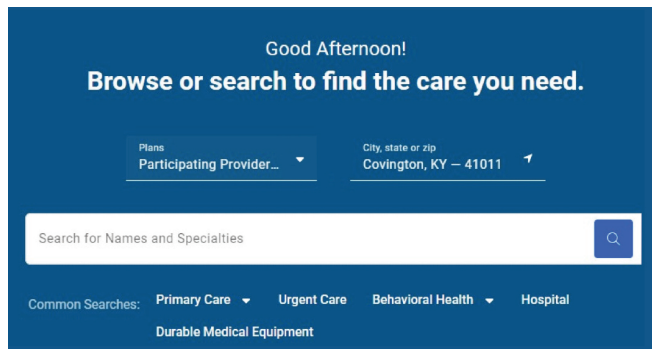 Good Afternoon!
Browse or search to find the care you need.
Plans
Participating Provider...
City, state or zip
Covington, KY — 41011
Search for Names and Specialties
Common Searches: Primary Care Urgent Care Behavioral Health Hospital
Durable Medical Equipment